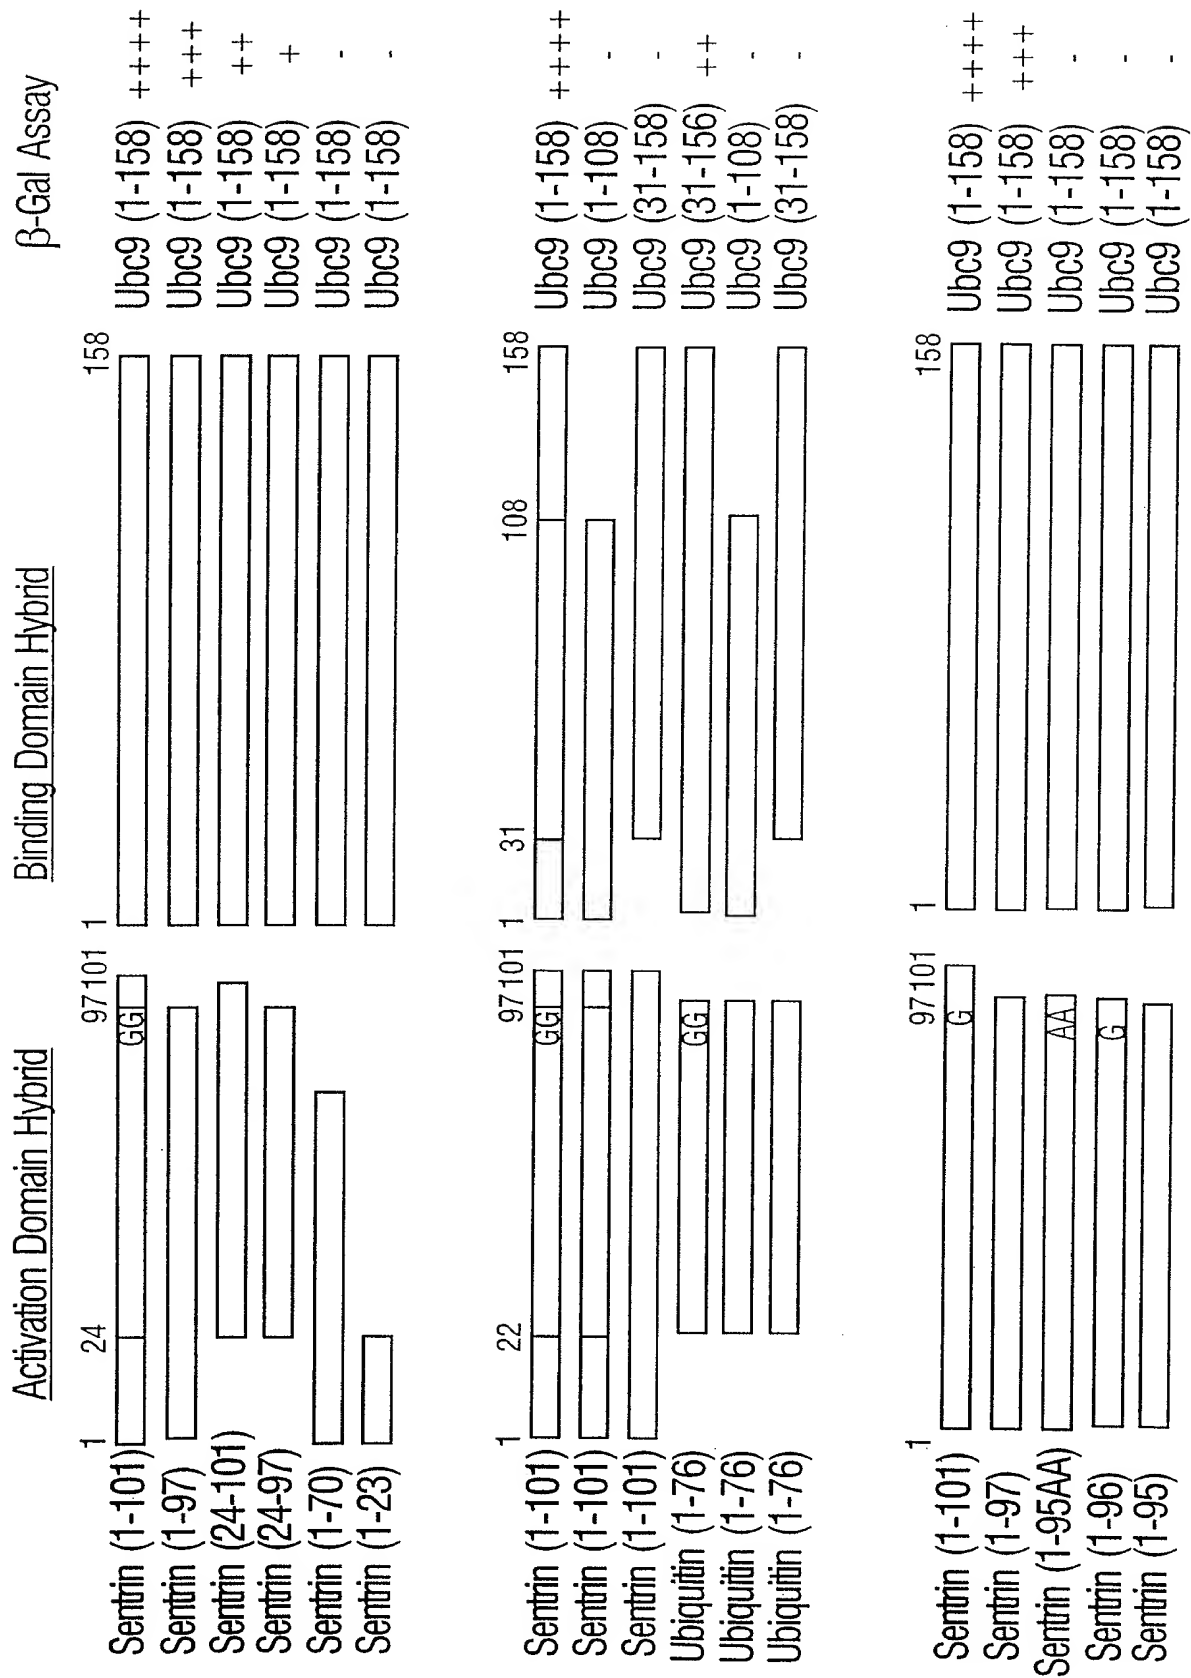 Activation Domain Hybrid Binding Domain Hybrid β-Gal Assay
1 24 97 101 1 158
Sentrin (1-101) GG Ubc9 (1-158) ++++
Sentrin (1-97) Ubc9 (1-158) +++
Sentrin (24-101) Ubc9 (1-158) ++
Sentrin (24-97) Ubc9 (1-158) +
Sentrin (1-70) Ubc9 (1-158) -
Sentrin (1-23) Ubc9 (1-158) -
1 22 97 101 1 31 108 158
Sentrin (1-101) GG Ubc9 (1-158) ++++
Sentrin (1-101) Ubc9 (1-108) -
Sentrin (1-101) Ubc9 (31-158) -
Ubiquitin (1-76) GG Ubc9 (31-156) ++
Ubiquitin (1-76) Ubc9 (1-108) -
Ubiquitin (1-76) Ubc9 (31-158) -
1 97 101 1 158
Sentrin (1-101) G Ubc9 (1-158) ++++
Sentrin (1-97) Ubc9 (1-158) +++
Sentrin (1-95AA) AA Ubc9 (1-158) -
Sentrin (1-96) G Ubc9 (1-158) -
Sentrin (1-95) Ubc9 (1-158) -